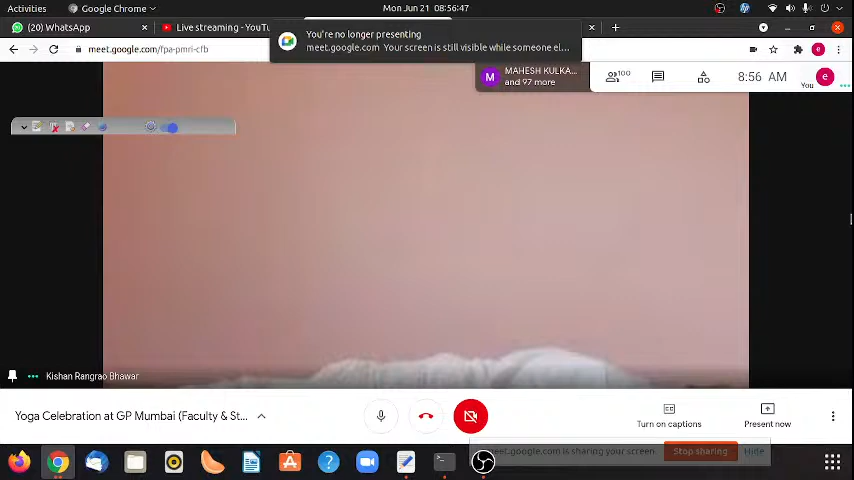 Activities
Google Chrome
Mon Jun 21 08:56:47
(20) WhatsApp
Live streaming - YouTu
You're no longer presenting
meet.google.com Your screen is still visible while someone el...
meet.google.com/fpa-pmri-cfb
M
MAHESH KULKA...
and 97 more
100
8:56 AM
e
You
Kishan Rangrao Bhawar
Yoga Celebration at GP Mumbai (Faculty & St...
Turn on captions
Present now
meet.google.com is sharing your screen
Stop sharing
Hide